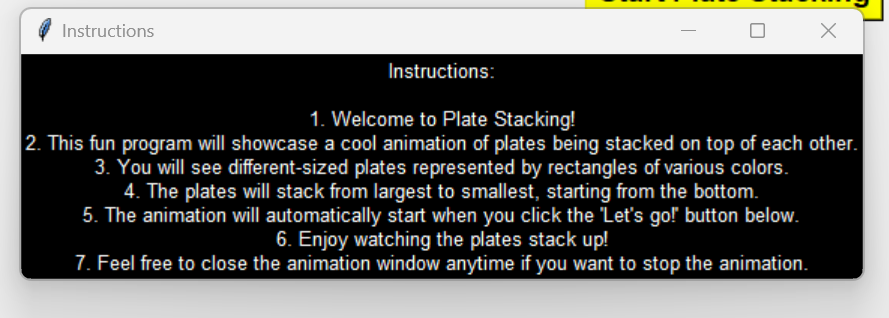 Start Plate Stacking
Instructions
Instructions:
1. Welcome to Plate Stacking!
2. This fun program will showcase a cool animation of plates being stacked on top of each other.
3. You will see different-sized plates represented by rectangles of various colors.
4. The plates will stack from largest to smallest, starting from the bottom.
5. The animation will automatically start when you click the 'Let's go!' button below.
6. Enjoy watching the plates stack up!
7. Feel free to close the animation window anytime if you want to stop the animation.